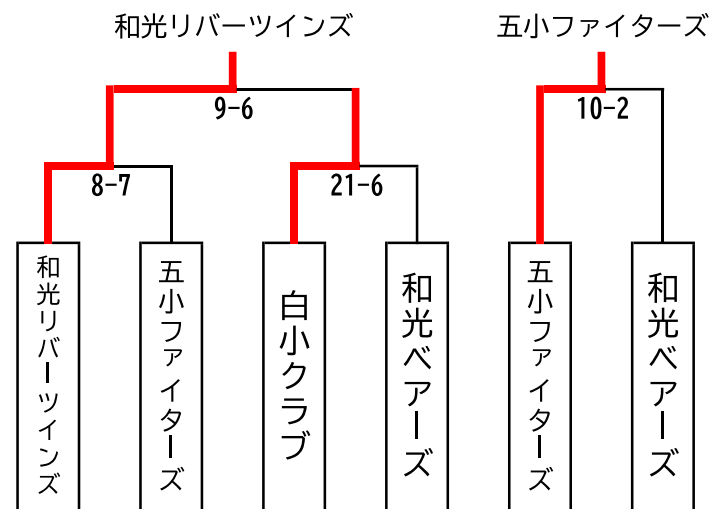 和光リバーツインズ
五小ファイターズ
9-6
10-2
8-7
21-6
和光リバーツインズ
五小ファイターズ
白小クラブ
和光ベアーズ
五小ファイターズ
和光ベアーズ